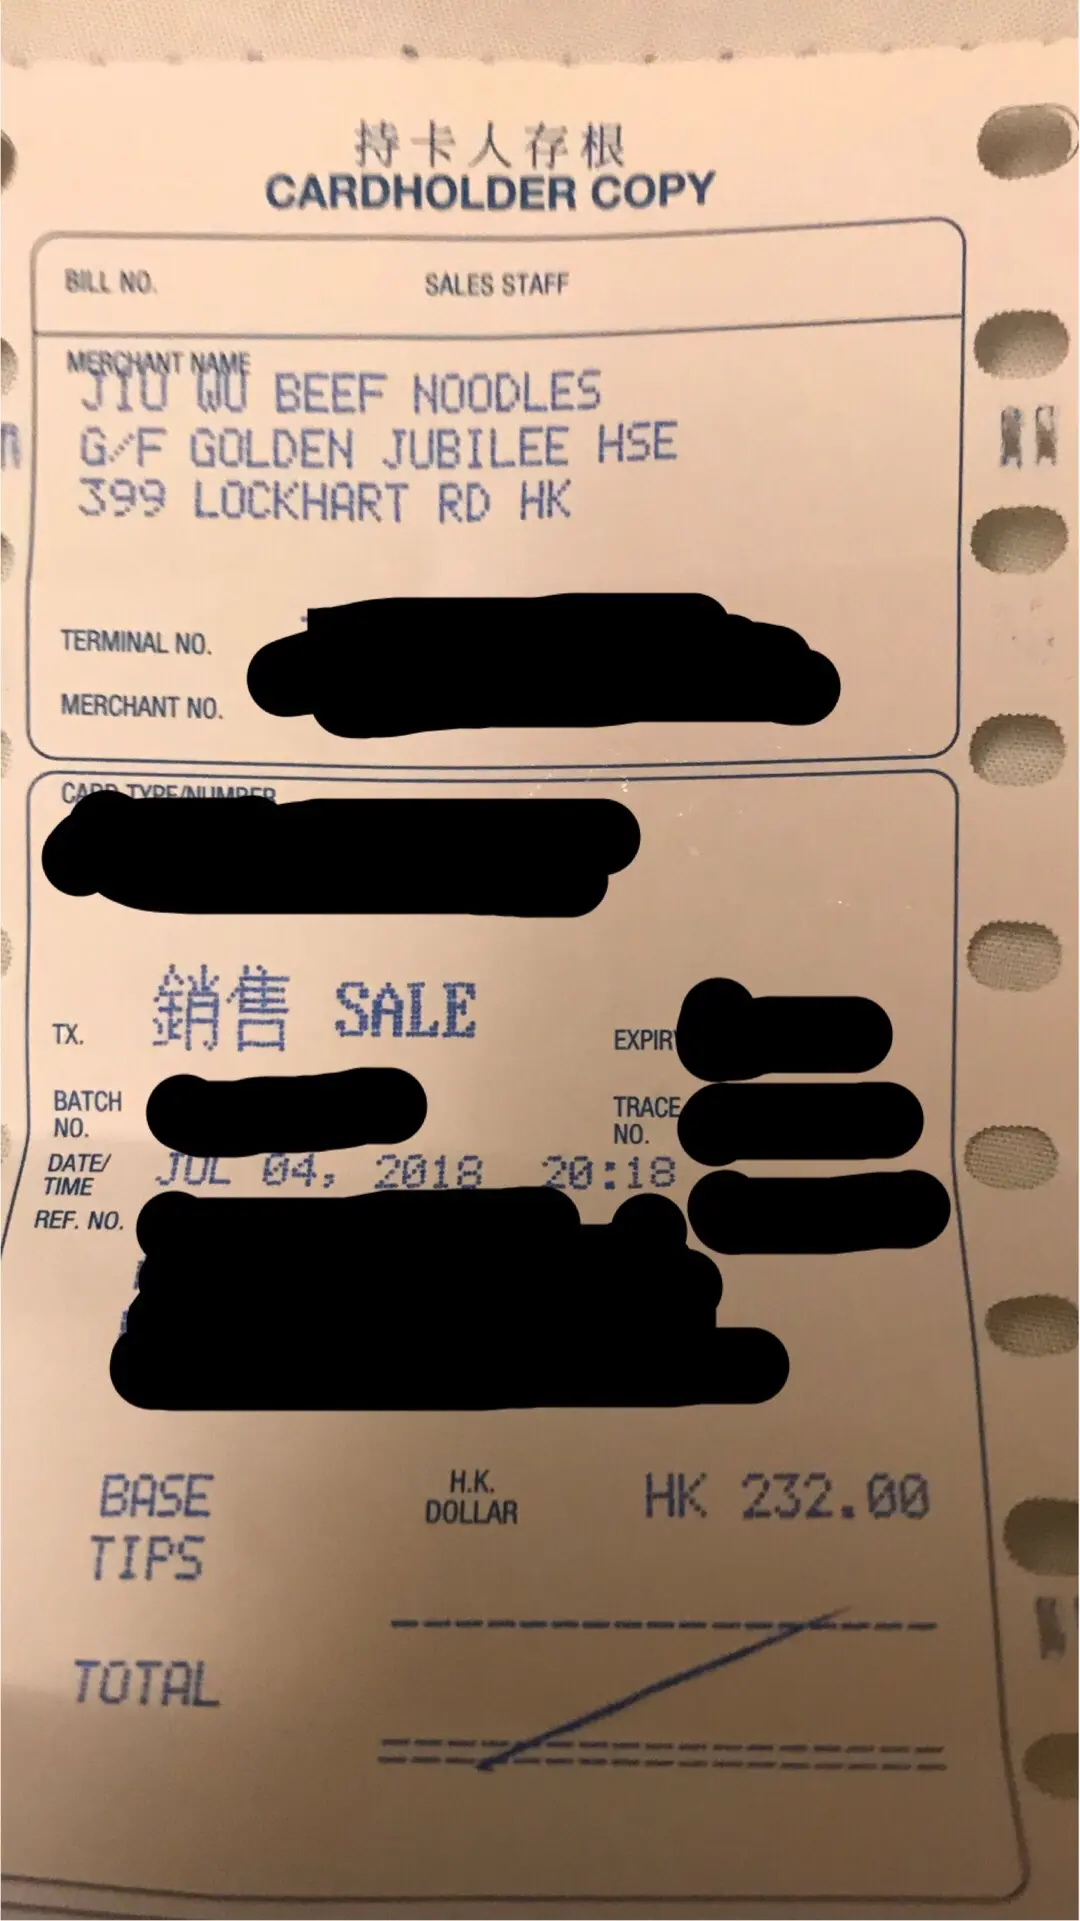 持卡人存根
CARDHOLDER COPY
BILL NO. SALES STAFF
MERCHANT NAME
JIU WU BEEF NOODLES
G/F GOLDEN JUBILEE HSE
399 LOCKHART RD HK
TERMINAL NO.
MERCHANT NO.
CARD TYPE/NUMBER
TX. 銷售 SALE EXPIRY
BATCH NO. TRACE NO.
DATE/TIME JUL 04, 2018 20:18
REF. NO.
BASE H.K. DOLLAR HK 232.00
TIPS
TOTAL